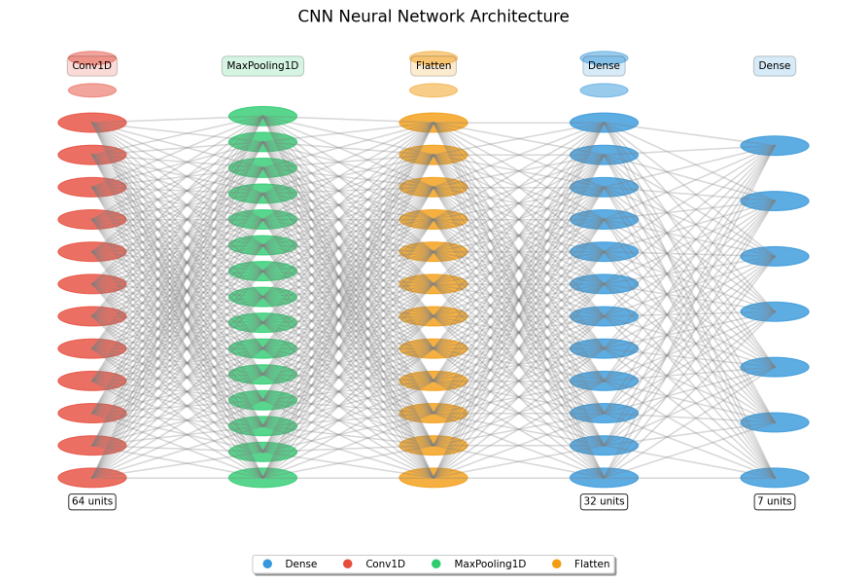 CNN Neural Network Architecture
Conv1D
MaxPooling1D
Flatten
Dense
Dense
64 units
32 units
7 units
Dense
Conv1D
MaxPooling1D
Flatten